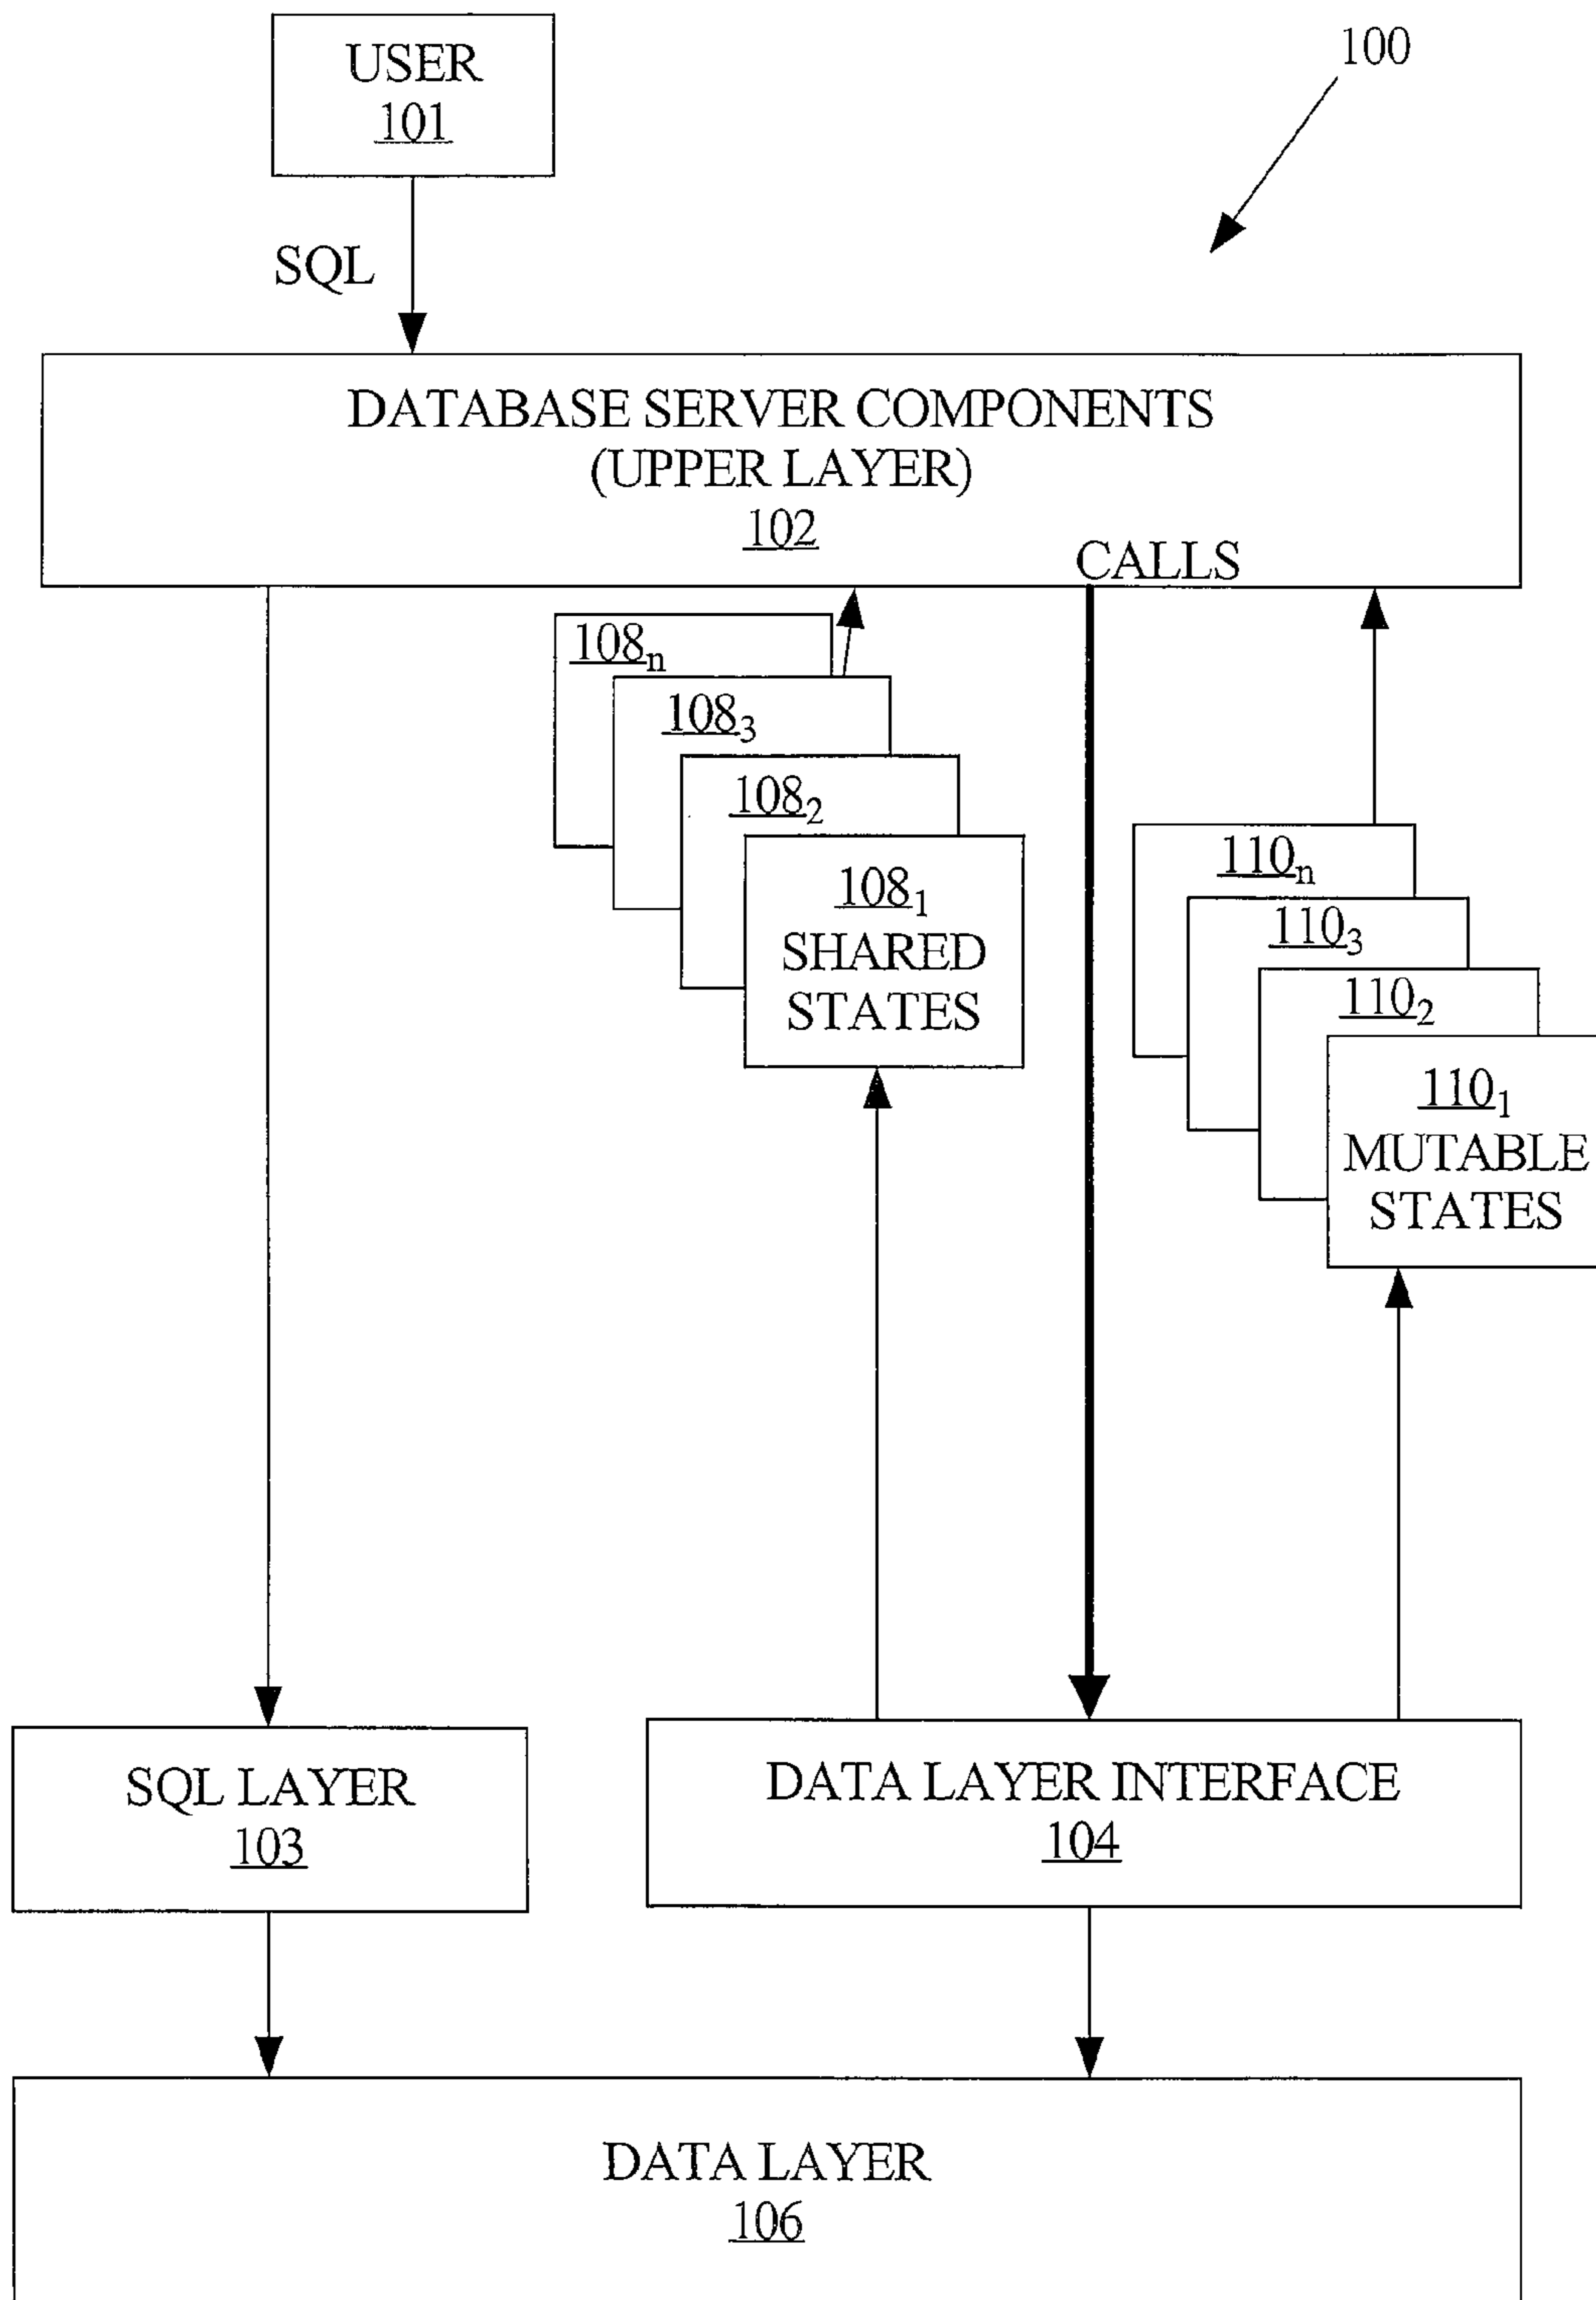 100
USER
101
SQL
DATABASE SERVER COMPONENTS
(UPPER LAYER)
102
CALLS
108n
1083
1082
1081
SHARED
STATES
110n
1103
1102
1101
MUTABLE
STATES
SQL LAYER
103
DATA LAYER INTERFACE
104
DATA LAYER
106